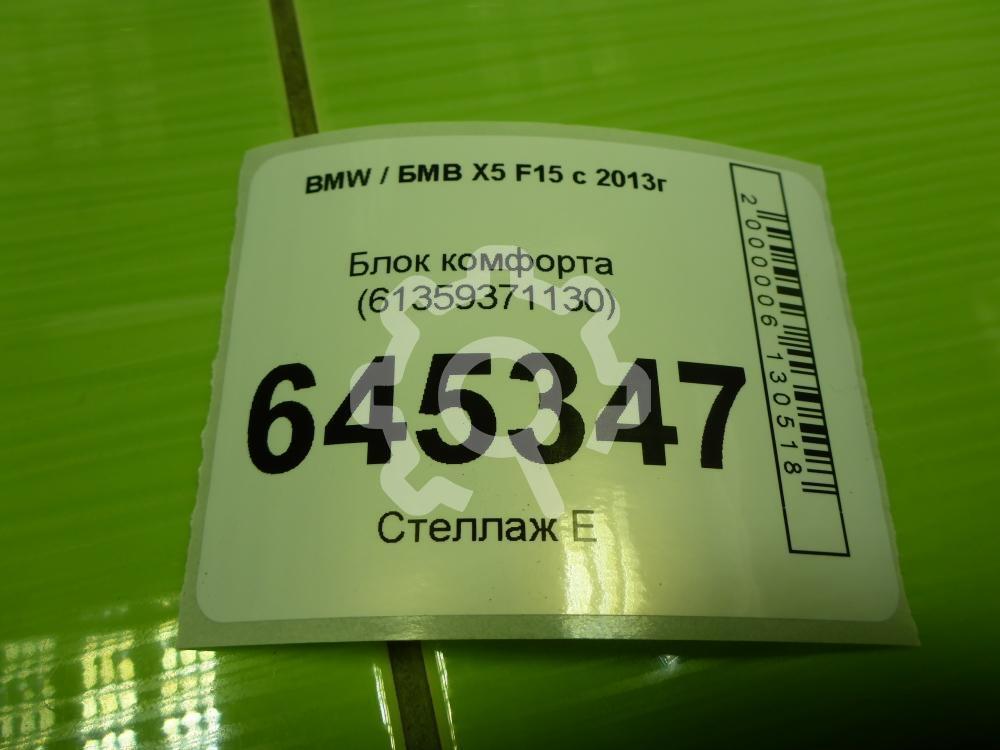 BMW / БМВ X5 F15 с 2013г
Блок комфорта
(61359371130)
645347
Стеллаж Е
2000006130518